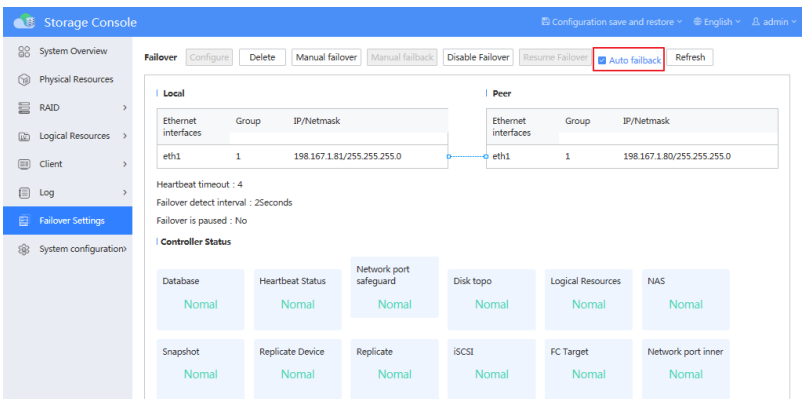 Storage Console
Configuration save and restore English admin
System Overview
Physical Resources
RAID
Logical Resources
Client
Log
Failover Settings
System configuration
Failover Configure Delete Manual failover Manual failback Disable Failover Resume Failover Auto failback Refresh
Local
Ethernet interfaces Group IP/Netmask
eth1 1 198.167.1.81/255.255.255.0
Peer
Ethernet interfaces Group IP/Netmask
eth1 1 198.167.1.80/255.255.255.0
Heartbeat timeout : 4
Failover detect interval : 2Seconds
Failover is paused : No
Controller Status
Database
Nomal
Heartbeat Status
Nomal
Network port safeguard
Nomal
Disk topo
Nomal
Logical Resources
Nomal
NAS
Nomal
Snapshot
Nomal
Replicate Device
Nomal
Replicate
Nomal
iSCSI
Nomal
FC Target
Nomal
Network port inner
Nomal